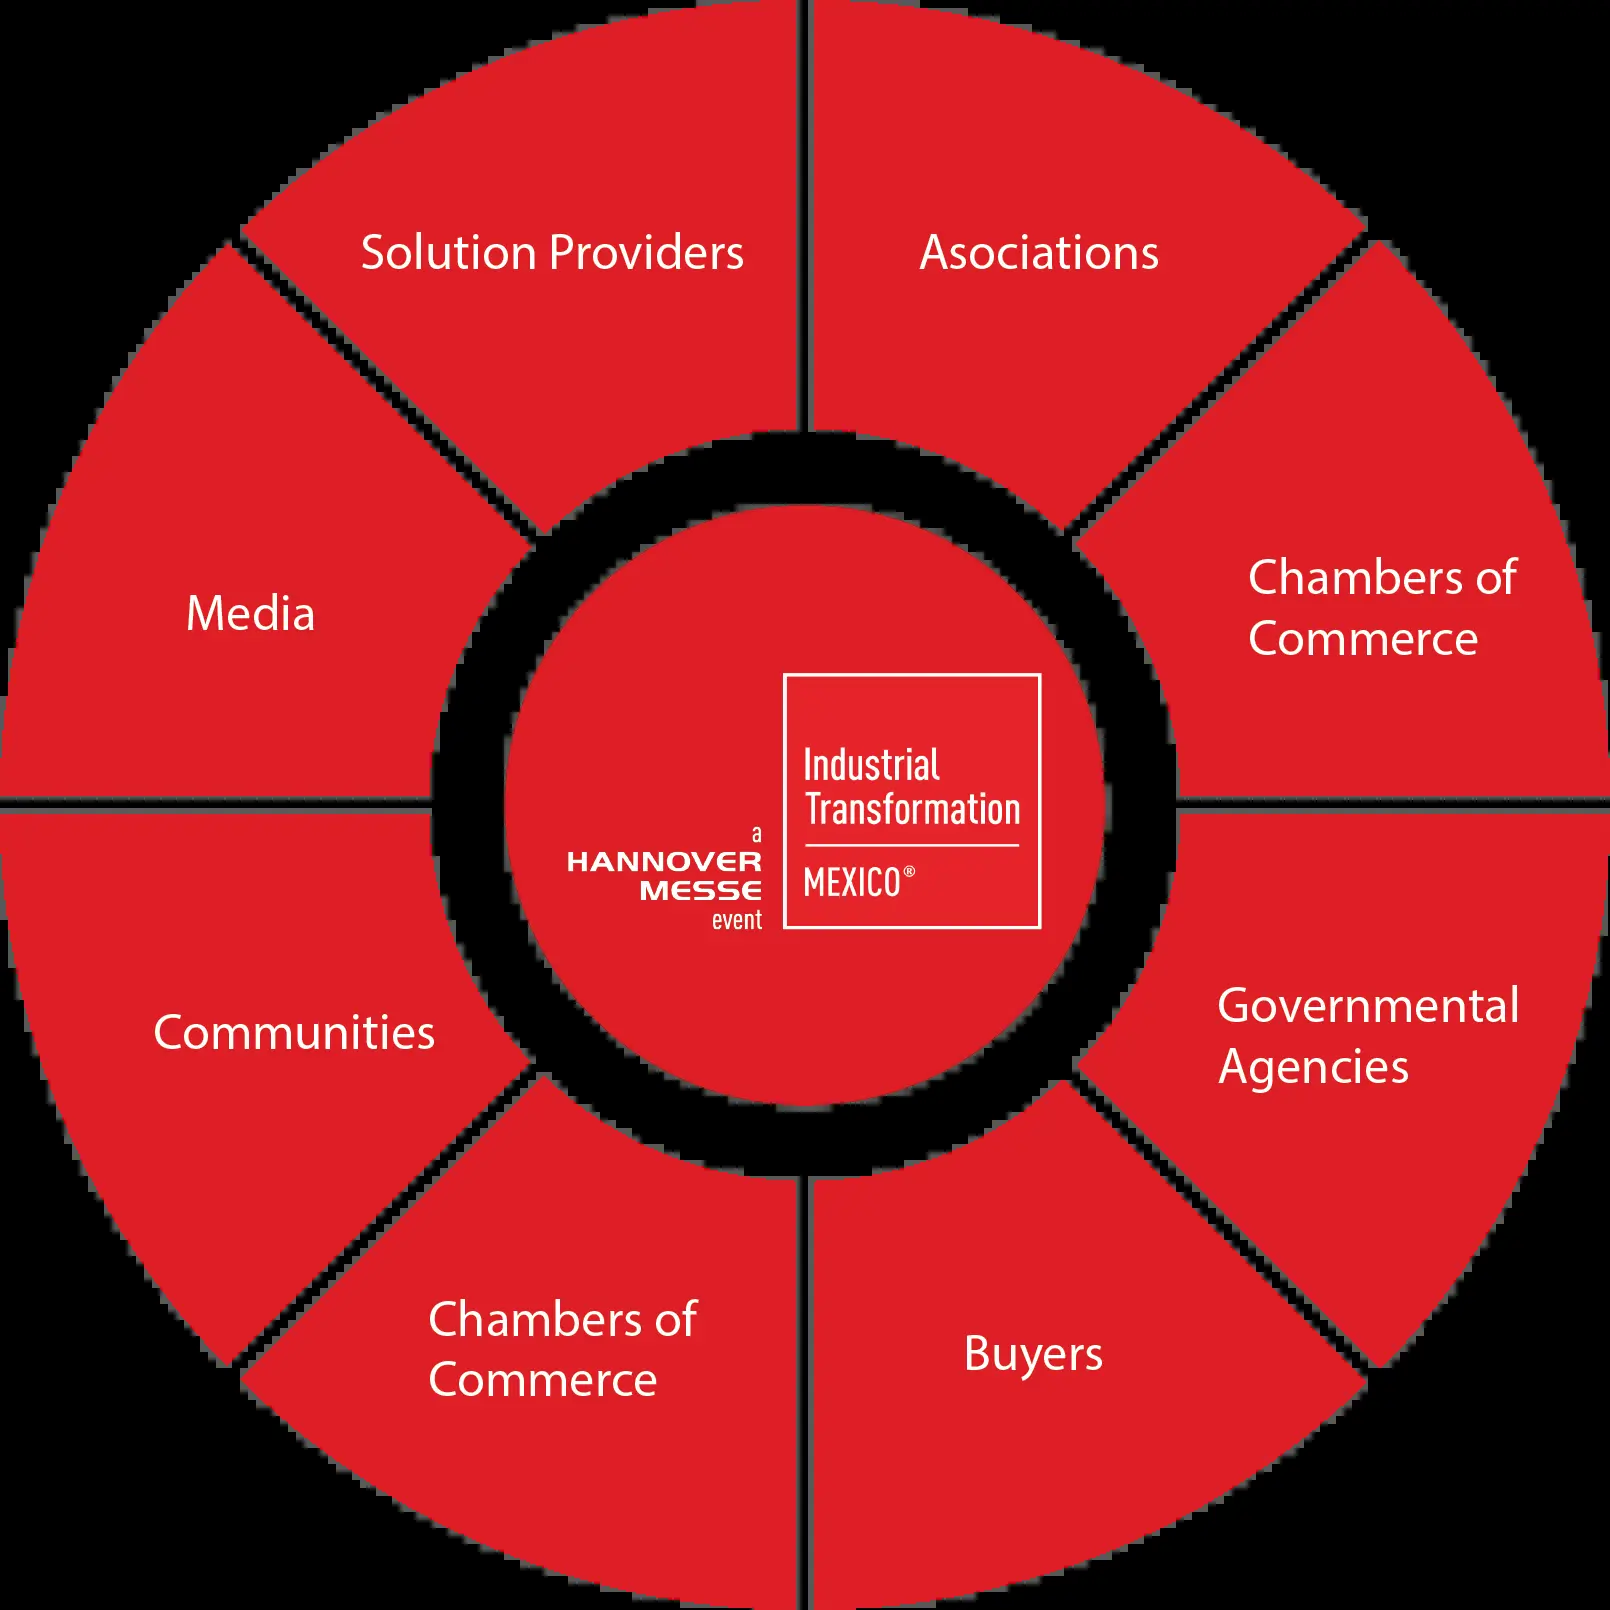 Solution Providers
Asociations
Chambers of
Commerce
Media
Industrial
Transformation
MEXICO®
a
HANNOVER
MESSE
event
Governmental
Agencies
Communities
Chambers of
Commerce
Buyers